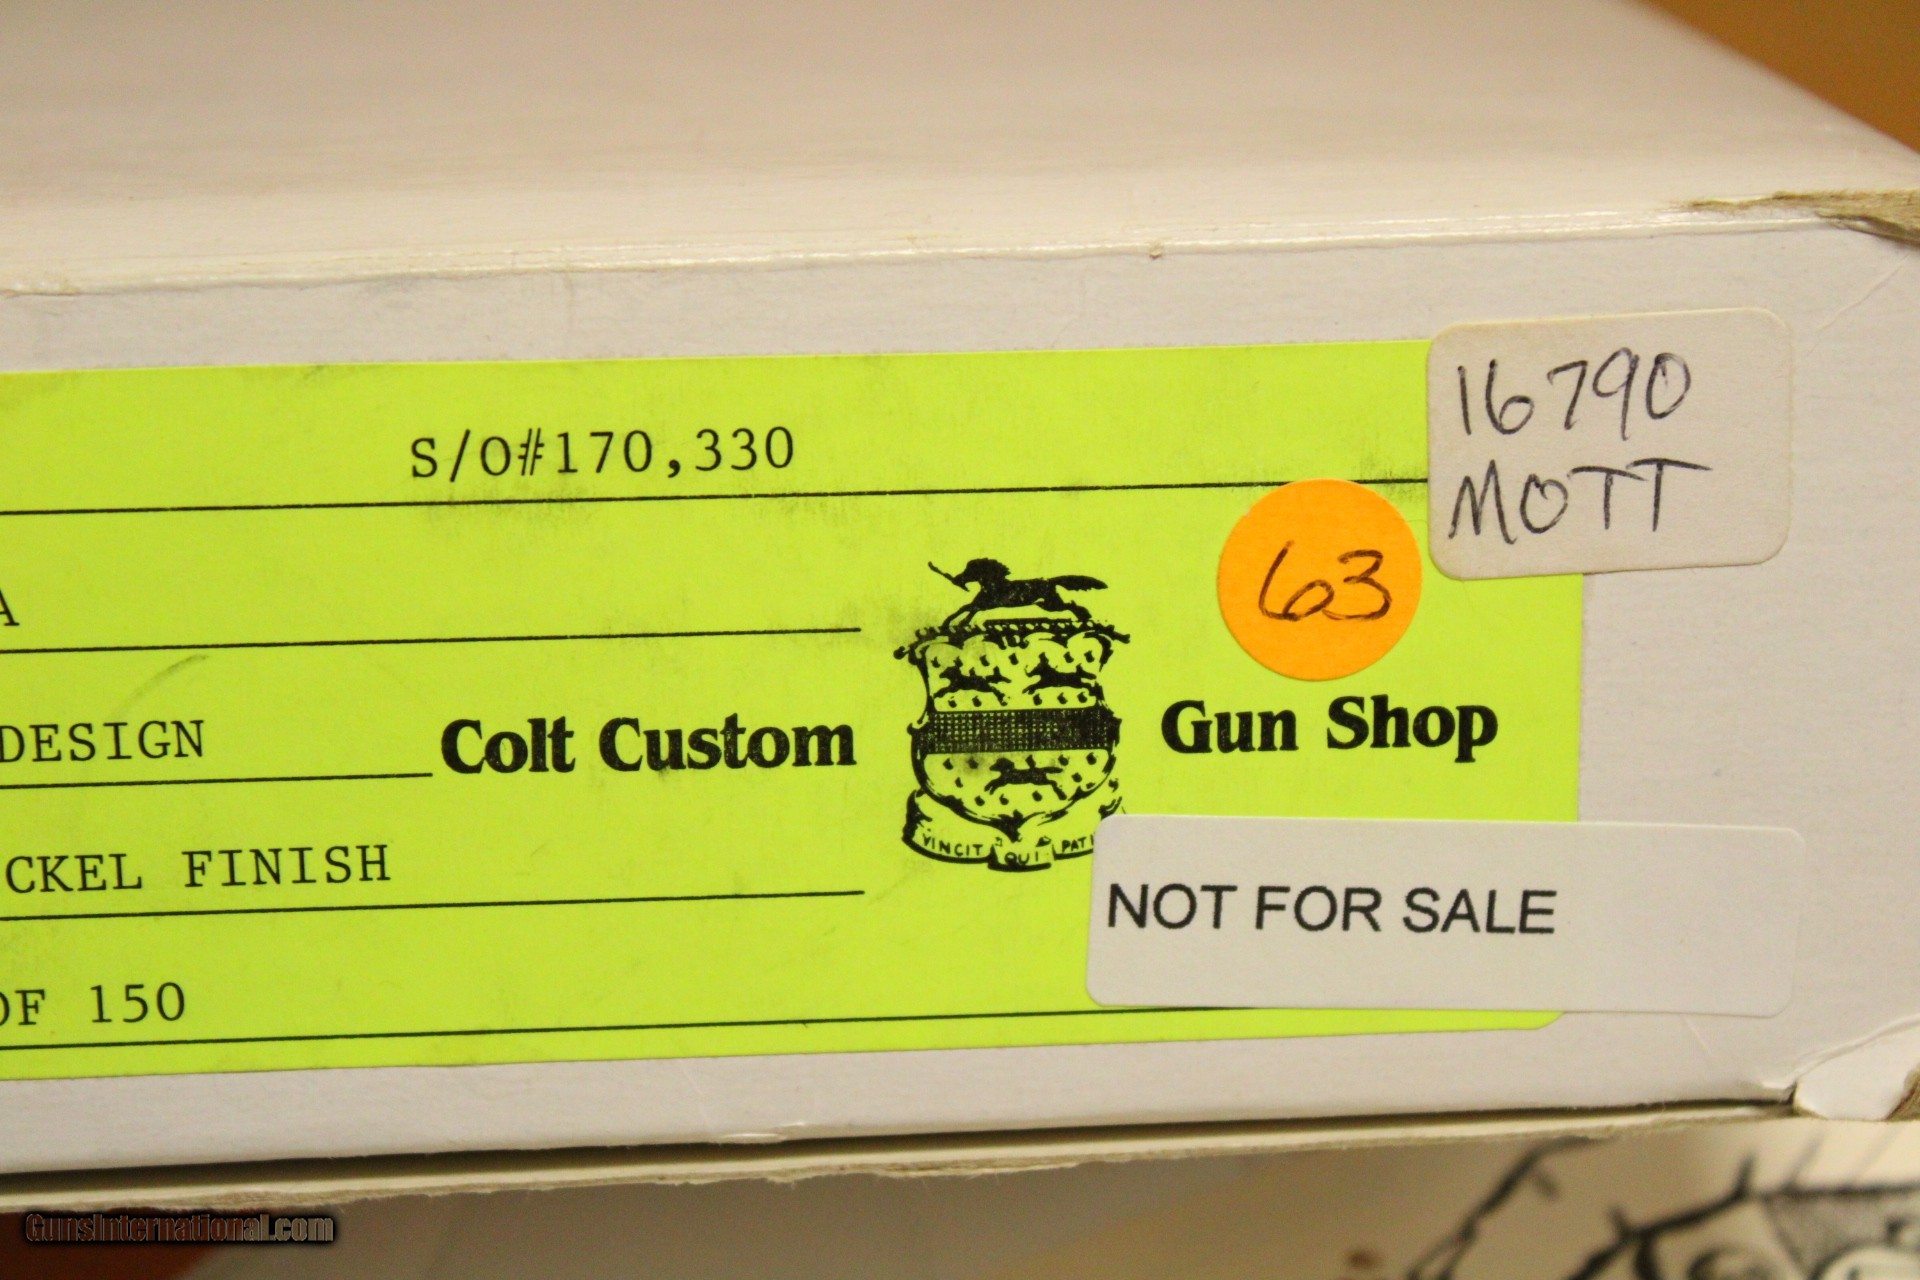 S/O#170,330
16790
MOTT
63
A
DESIGN
Colt Custom
Gun Shop
CKEL FINISH
VINCIT QUI PATI
NOT FOR SALE
OF 150
GunsInternational.com